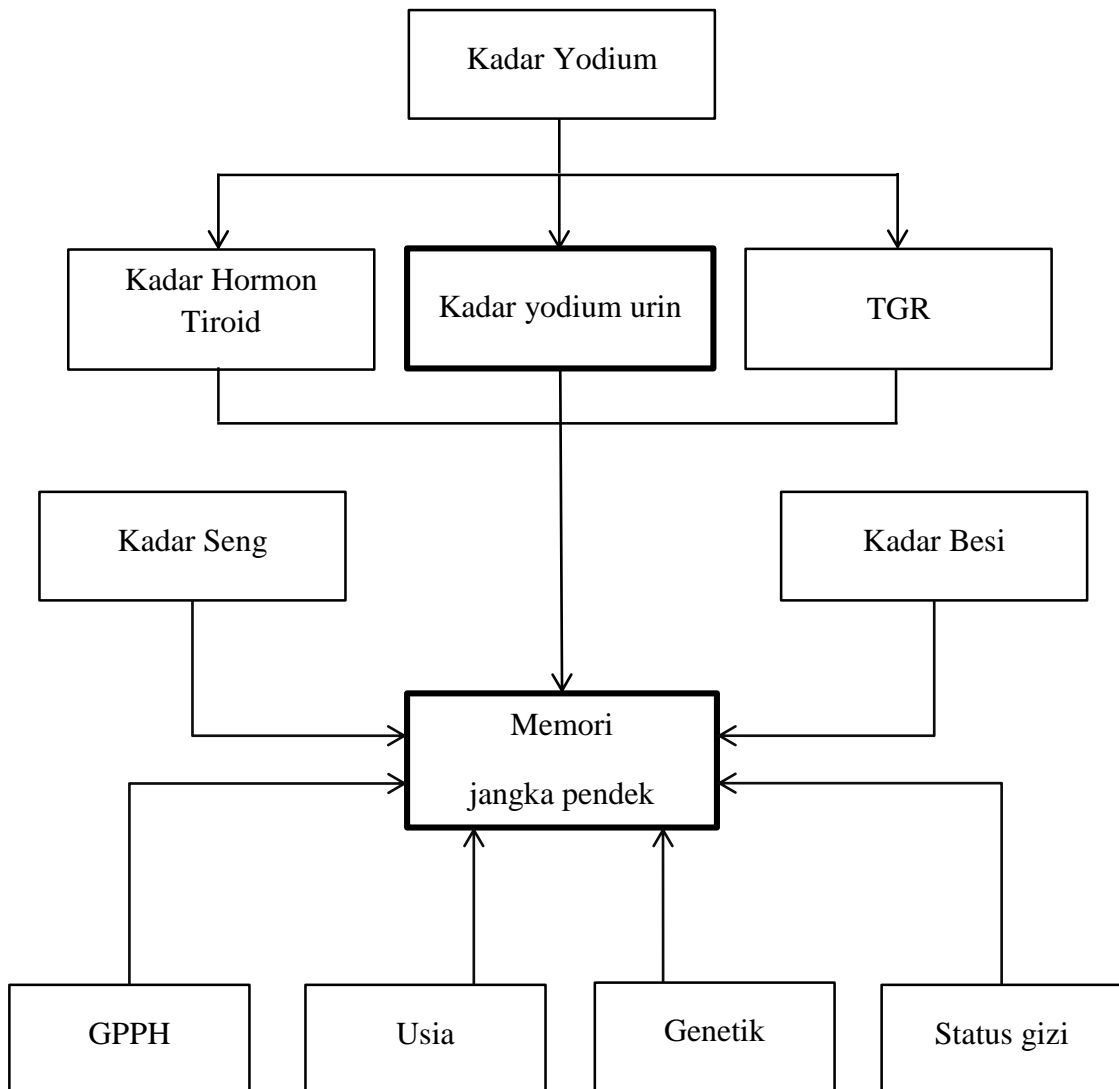 Kadar Yodium
Kadar Hormon
Tiroid
Kadar yodium urin
TGR
Kadar Seng
Kadar Besi
Memori
jangka pendek
GPPH
Usia
Genetik
Status gizi